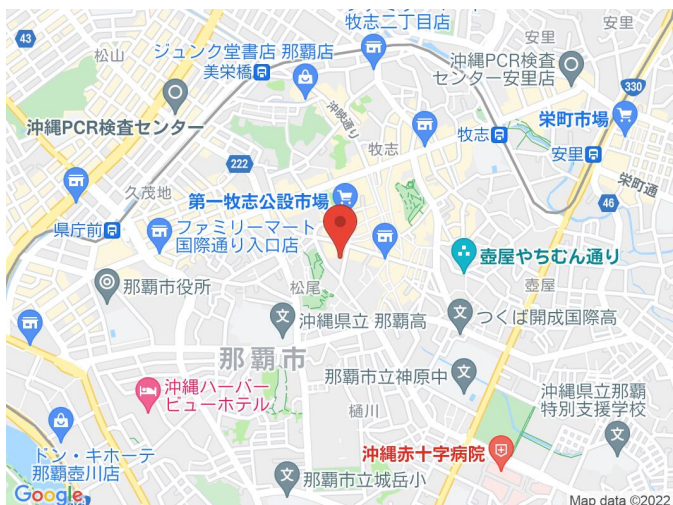 牧志二丁目店
安里
43
松山
ジュンク堂書店 那覇店
美栄橋
沖縄PCR検査
センター安里店
330
沖映通り
沖縄PCR検査センター
栄町市場
牧志
牧志
安里
222
栄町通
久茂地
第一牧志公設市場
46
県庁前
ファミリーマート
国際通り入口店
壺屋やちむん通り
那覇市役所
松尾
壺屋
文
沖縄県立 那覇高
文
つくば開成国際高
那覇市
那覇市立神原中
文
沖縄ハーバー
ビューホテル
沖縄県立那覇
特別支援学校
文
樋川
ドン・キホーテ
那覇壺川店
沖縄赤十字病院
文
那覇市立城岳小
Google
Map data ©2022